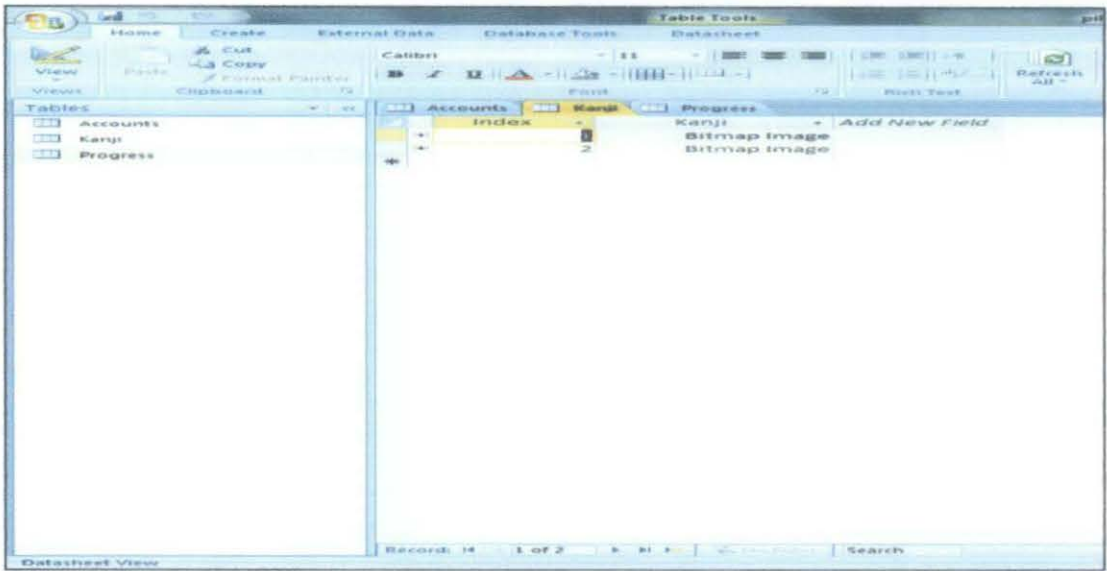 Table Tools
Home Create External Data Database Tools Datasheet
View Paste Cut Copy Format Painter Calibri 11 B I U Refresh All
Views Clipboard Font Rich Text
Tables Accounts Kanji Progress
Accounts
Kanji
Progress
Index Kanji Add New Field
1 Bitmap Image
2 Bitmap Image
Record: 1 of 2 Search
Datasheet View